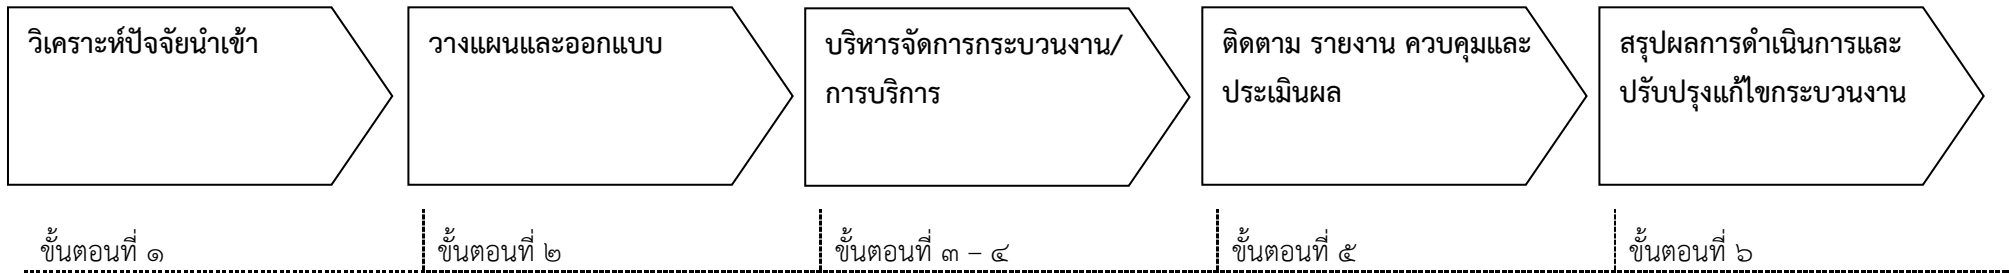 วิเคราะห์ปัจจัยนำเข้า
วางแผนและออกแบบ
บริหารจัดการกระบวนงาน/
การบริการ
ติดตาม รายงาน ควบคุมและ
ประเมินผล
สรุปผลการดำเนินการและ
ปรับปรุงแก้ไขกระบวนงาน
ขั้นตอนที่ ๑
ขั้นตอนที่ ๒
ขั้นตอนที่ ๓ – ๔
ขั้นตอนที่ ๕
ขั้นตอนที่ ๖